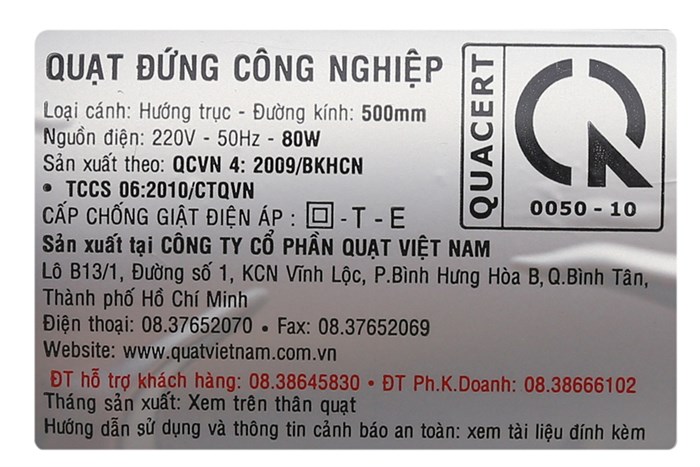 QUẠT ĐỨNG CÔNG NGHIỆP
Loại cánh: Hướng trục - Đường kính: 500mm
Nguồn điện: 220V - 50Hz - 80W
Sản xuất theo: QCVN 4: 2009/BKHCN
• TCCS 06:2010/CTQVN
CẤP CHỐNG GIẬT ĐIỆN ÁP : - T - E
QUACERT
0050 - 10
Sản xuất tại CÔNG TY CỔ PHẦN QUẠT VIỆT NAM
Lô B13/1, Đường số 1, KCN Vĩnh Lộc, P.Bình Hưng Hòa B, Q.Bình Tân,
Thành phố Hồ Chí Minh
Điện thoại: 08.37652070 • Fax: 08.37652069
Website: www.quatvietnam.com.vn
ĐT hỗ trợ khách hàng: 08.38645830 • ĐT Ph.K.Doanh: 08.38666102
Tháng sản xuất: Xem trên thân quạt
Hướng dẫn sử dụng và thông tin cảnh báo an toàn: xem tài liệu đính kèm